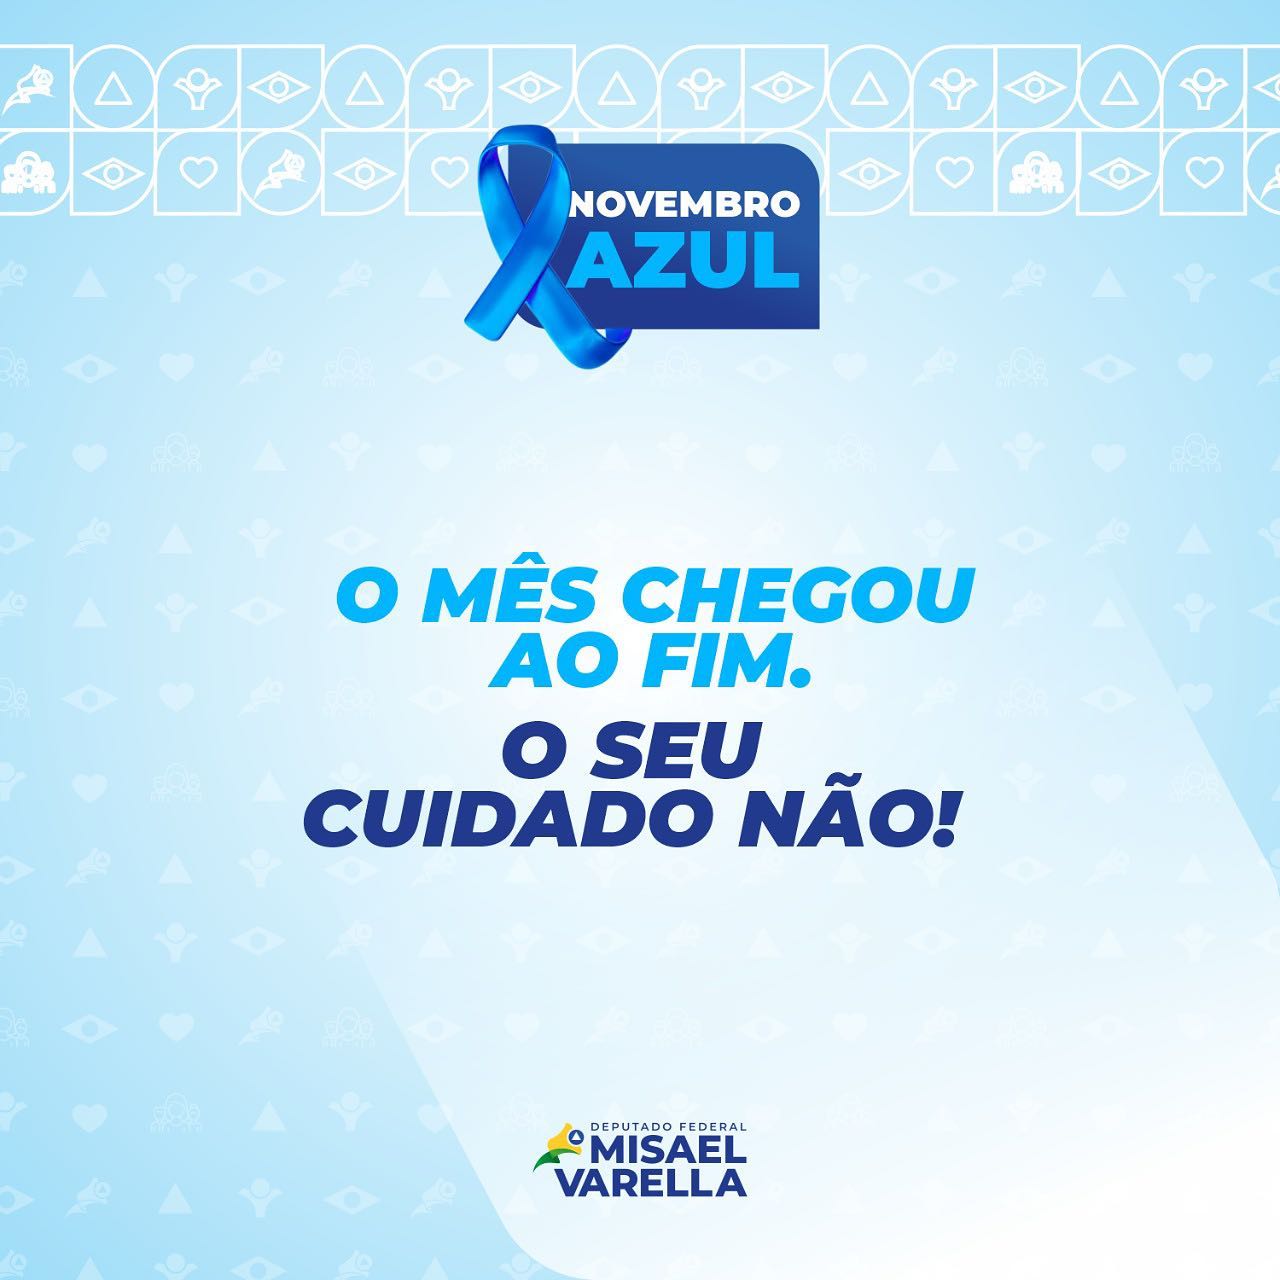 NOVEMBRO
AZUL
O MÊS CHEGOU
AO FIM.
O SEU
CUIDADO NÃO!
DEPUTADO FEDERAL
MISAEL
VARELLA